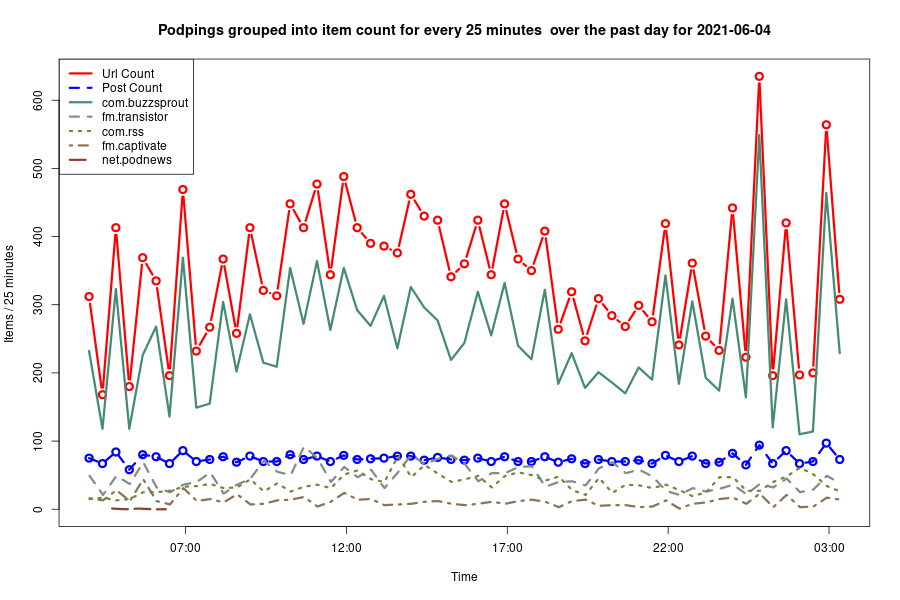 Podpings grouped into item count for every 25 minutes  over the past day for 2021-06-04
Url Count
Post Count
com.buzzsprout
fm.transistor
com.rss
fm.captivate
net.podnews
Items / 25 minutes
600
500
400
300
200
100
0
07:00 12:00 17:00 22:00 03:00
Time